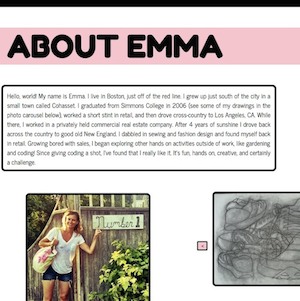 ABOUT EMMA
Hello, world! My name is Emma. I live in Boston, just off of the red line. I grew up just south of the city in a
small town called Cohasset. I graduated from Simmons College in 2006 (see some of my drawings in the
photo carousel below), worked a short stint in retail, and then drove cross-country to Los Angeles, CA. While
there, I worked in a privately held commercial real estate company. After 4 years of sunshine I drove back
across the country to good old New England. I dabbled in sewing and fashion design and found myself back
in retail. Growing bored with sales, I began exploring other hands on activities outside of work, like gardening
and coding! Since giving coding a shot, I've found that I really like it. It's fun, hands on, creative, and certainly
a challenge.
Number 1